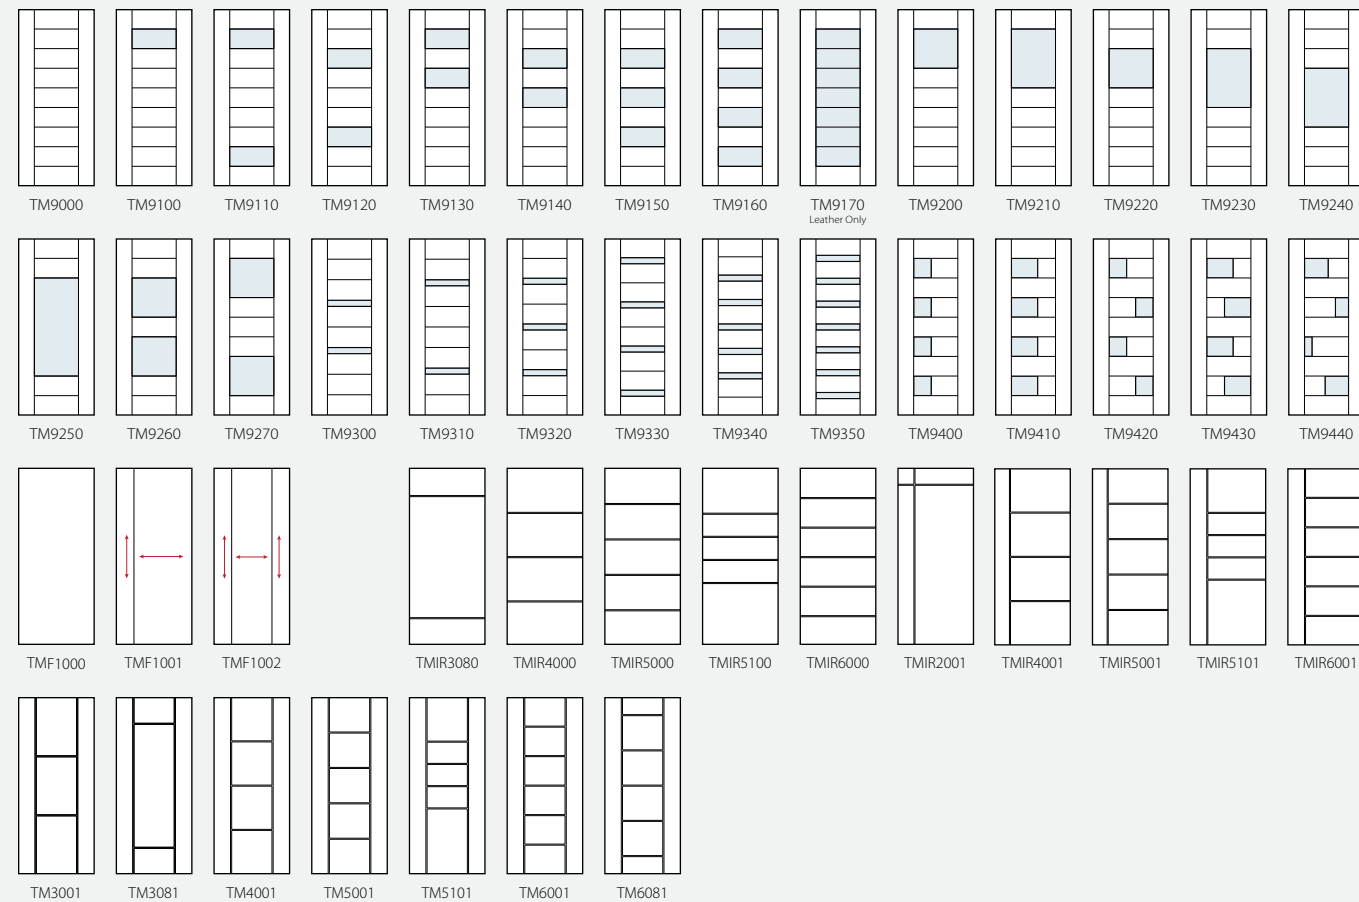 TM9000 TM9100 TM9110 TM9120 TM9130 TM9140 TM9150 TM9160 TM9170 TM9200 TM9210 TM9220 TM9230 TM9240
Leather Only
TM9250 TM9260 TM9270 TM9300 TM9310 TM9320 TM9330 TM9340 TM9350 TM9400 TM9410 TM9420 TM9430 TM9440
TMF1000 TMF1001 TMF1002 TMIR3080 TMIR4000 TMIR5000 TMIR5100 TMIR6000 TMIR2001 TMIR4001 TMIR5001 TMIR5101 TMIR6001
TM3001 TM3081 TM4001 TM5001 TM5101 TM6001 TM6081